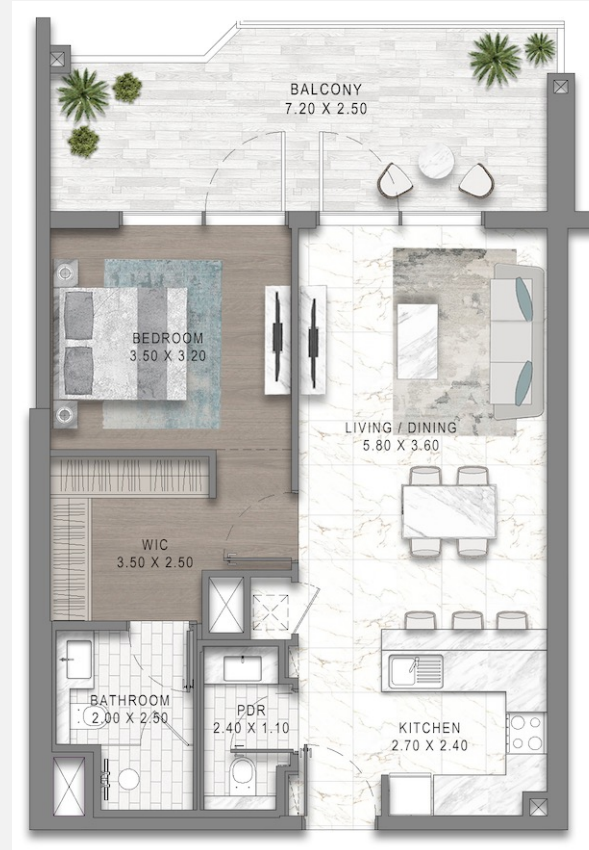 BALCONY
7.20 X 2.50
BEDROOM
3.50 X 3.20
LIVING / DINING
5.80 X 3.60
WIC
3.50 X 2.50
BATHROOM
2.00 X 2.50
PDR
2.40 X 1.10
KITCHEN
2.70 X 2.40